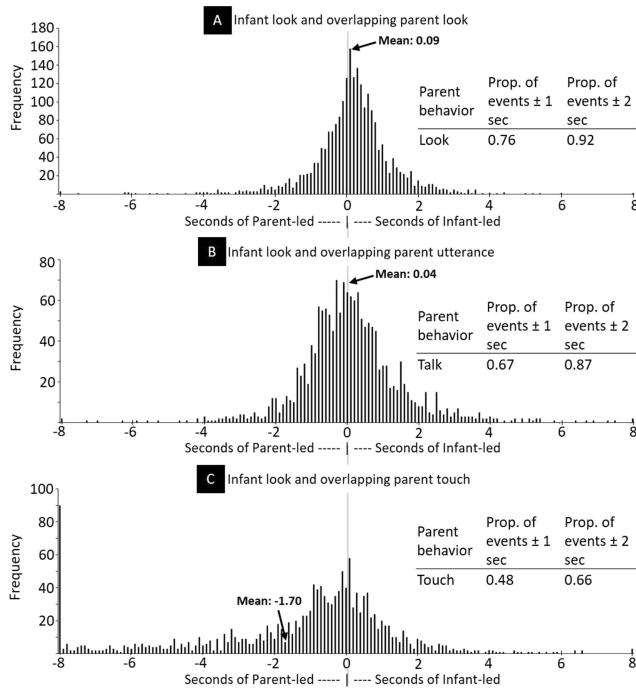 A Infant look and overlapping parent look
180
160
140
120
100
80
60
40
20
Frequency
Mean: 0.09
Parent behavior
Prop. of events ± 1 sec
Prop. of events ± 2 sec
Look 0.76 0.92
-8 -6 -4 -2 0 2 4 6 8
Seconds of Parent-led ----- | ---- Seconds of Infant-led
B Infant look and overlapping parent utterance
80
60
40
20
Frequency
Mean: 0.04
Parent behavior
Prop. of events ± 1 sec
Prop. of events ± 2 sec
Talk 0.67 0.87
-8 -6 -4 -2 0 2 4 6 8
Seconds of Parent-led ----- | ---- Seconds of Infant-led
C Infant look and overlapping parent touch
100
80
60
40
20
Frequency
Mean: -1.70
Parent behavior
Prop. of events ± 1 sec
Prop. of events ± 2 sec
Touch 0.48 0.66
-8 -6 -4 -2 0 2 4 6 8
Seconds of Parent-led ----- | ---- Seconds of Infant-led